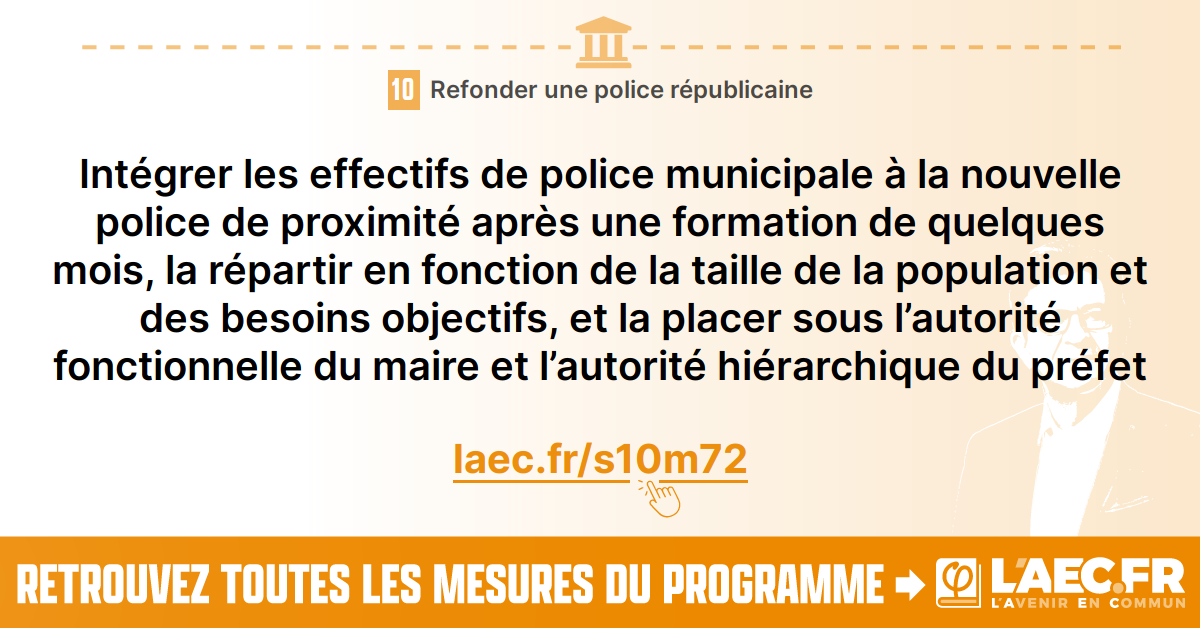 10 Refonder une police républicaine
Intégrer les effectifs de police municipale à la nouvelle
police de proximité après une formation de quelques
mois, la répartir en fonction de la taille de la population et
des besoins objectifs, et la placer sous l’autorité
fonctionnelle du maire et l’autorité hiérarchique du préfet
laec.fr/s10m72
RETROUVEZ TOUTES LES MESURES DU PROGRAMME
L'AEC.FR
L'AVENIR EN COMMUN